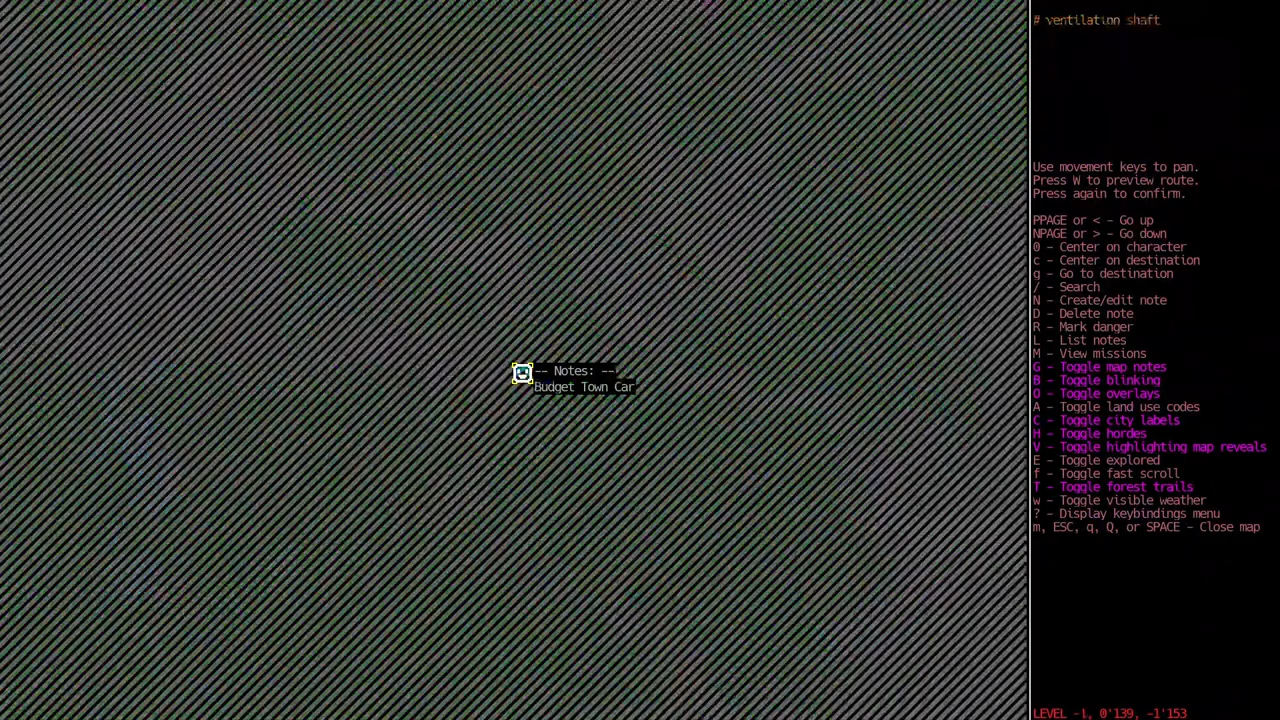 # ventilation shaft
Use movement keys to pan.
Press W to preview route.
Press again to confirm.
PPAGE or < - Go up
NPAGE or > - Go down
0 - Center on character
c - Center on destination
g - Go to destination
/ - Search
N - Create/edit note
D - Delete note
R - Mark danger
L - List notes
M - View missions
-- Notes: --
Budget Town Car
G - Toggle map notes
B - Toggle blinking
O - Toggle overlays
A - Toggle land use codes
C - Toggle city labels
H - Toggle hordes
V - Toggle highlighting map reveals
E - Toggle explored
f - Toggle fast scroll
T - Toggle forest trails
w - Toggle visible weather
? - Display keybindings menu
m, ESC, q, Q, or SPACE - Close map
LEVEL -1, 0'139, -1'153